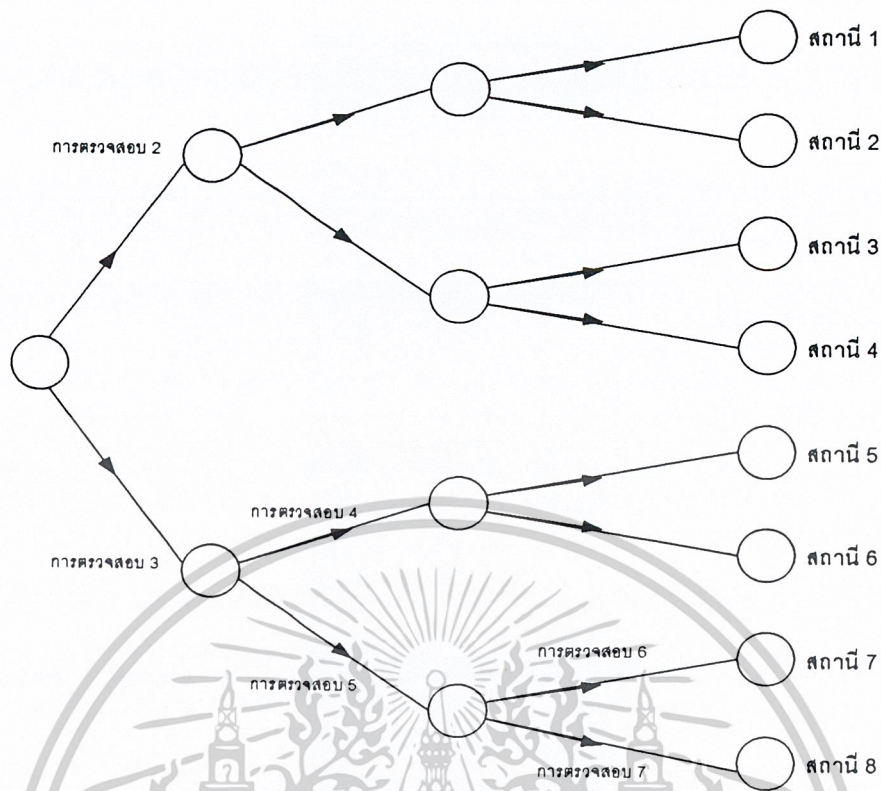 สถานี 1
การตรวจสอบ 2
สถานี 2
สถานี 3
สถานี 4
สถานี 5
การตรวจสอบ 4
การตรวจสอบ 3
สถานี 6
การตรวจสอบ 6
สถานี 7
การตรวจสอบ 5
สถานี 8
การตรวจสอบ 7